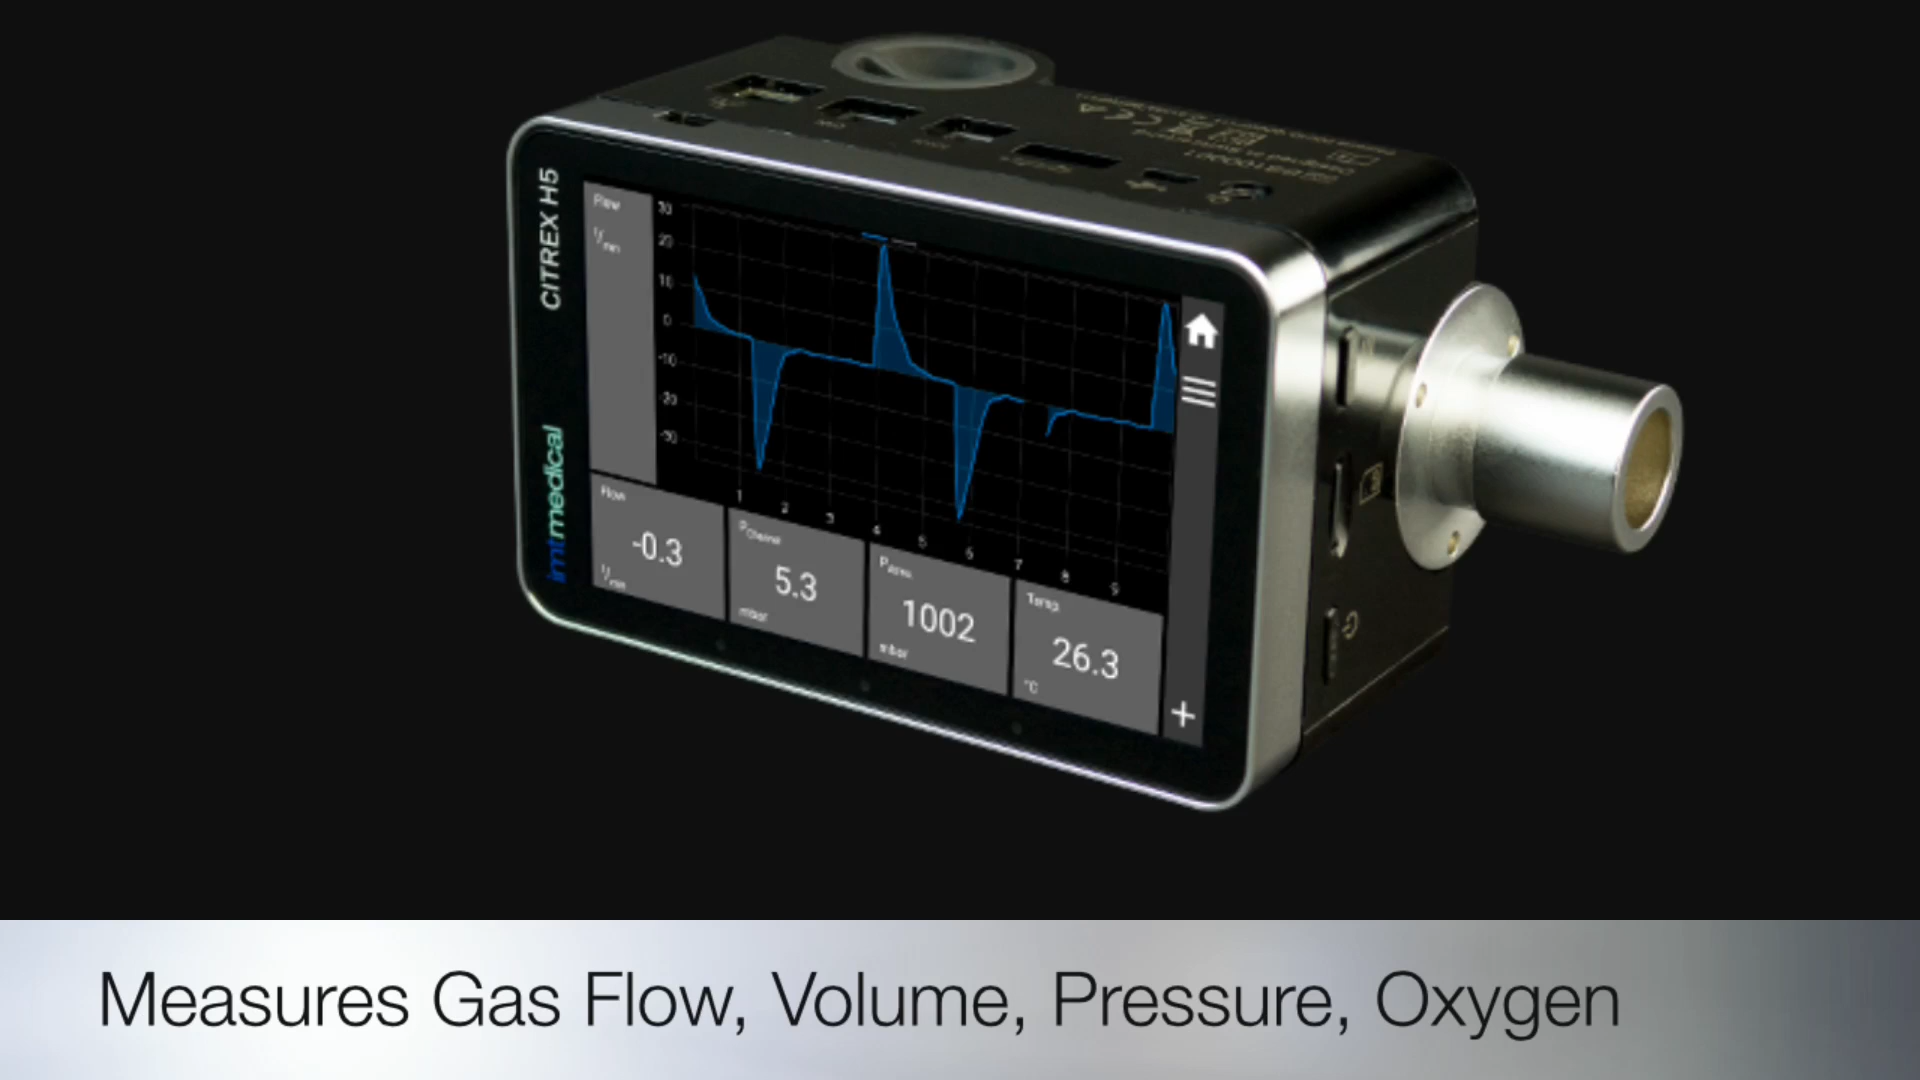 CITREX H5
imtmedical
Flow
l/min
30
20
10
0
-10
-20
-30
1 2 3 4 5 6 7 8 9
Flow
-0.3
l/min
PChannel
5.3
mbar
1002
mbar
Temp.
26.3
°C
Measures Gas Flow, Volume, Pressure, Oxygen